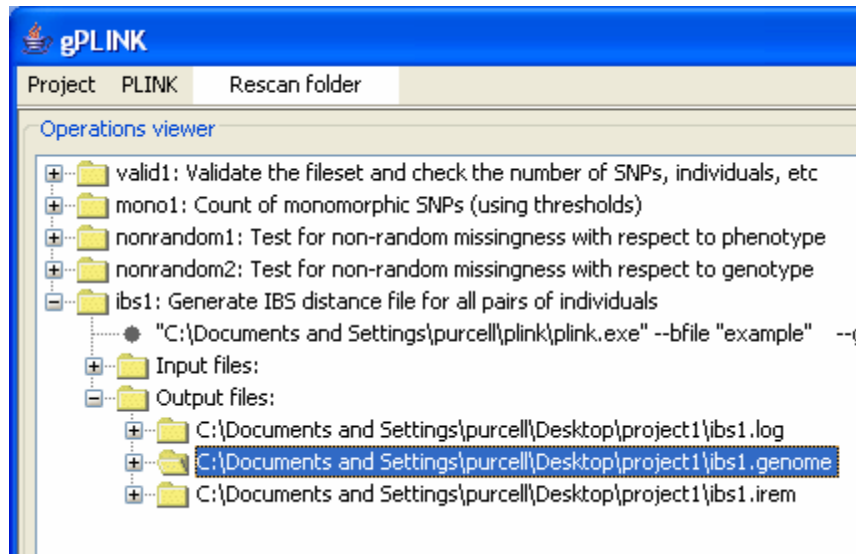 gPLINK
Project PLINK Rescan folder
Operations viewer
valid1: Validate the fileset and check the number of SNPs, individuals, etc
mono1: Count of monomorphic SNPs (using thresholds)
nonrandom1: Test for non-random missingness with respect to phenotype
nonrandom2: Test for non-random missingness with respect to genotype
ibs1: Generate IBS distance file for all pairs of individuals
"C:\Documents and Settings\purcell\plink\plink.exe" --bfile "example" --
Input files:
Output files:
C:\Documents and Settings\purcell\Desktop\project1\ibs1.log
C:\Documents and Settings\purcell\Desktop\project1\ibs1.genome
C:\Documents and Settings\purcell\Desktop\project1\ibs1.irem